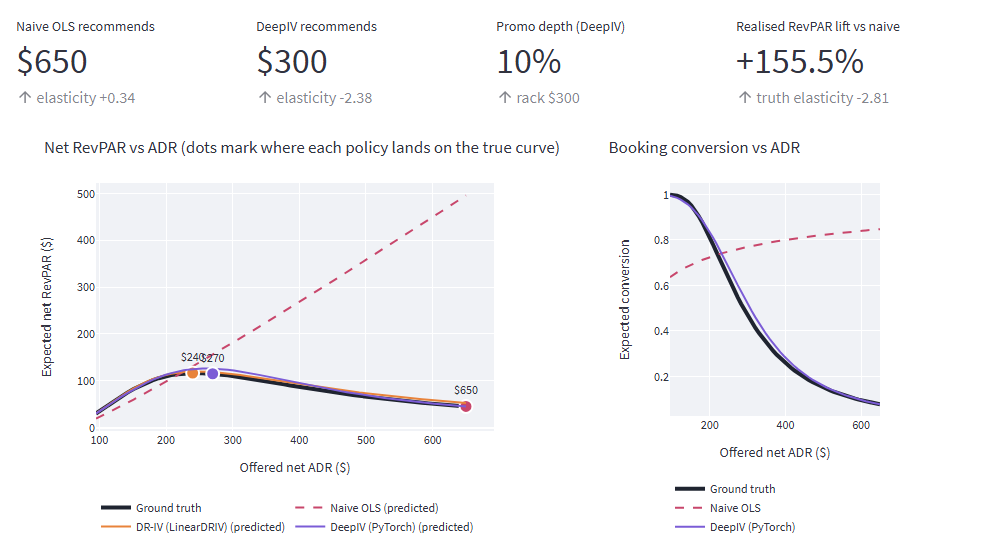 Naive OLS recommends
$650
↑ elasticity +0.34
DeepIV recommends
$300
↑ elasticity -2.38
Promo depth (DeepIV)
10%
↑ rack $300
Realised RevPAR lift vs naive
+155.5%
↑ truth elasticity -2.81
Net RevPAR vs ADR (dots mark where each policy lands on the true curve)
Expected net RevPAR ($)
500
400
300
200
100
0
$240
$270
$650
100 200 300 400 500 600
Offered net ADR ($)
Ground truth
Naive OLS (predicted)
DR-IV (LinearDRIV) (predicted)
DeepIV (PyTorch) (predicted)
Booking conversion vs ADR
Expected conversion
1
0.8
0.6
0.4
0.2
200 400 600
Offered net ADR ($)
Ground truth
Naive OLS
DeepIV (PyTorch)